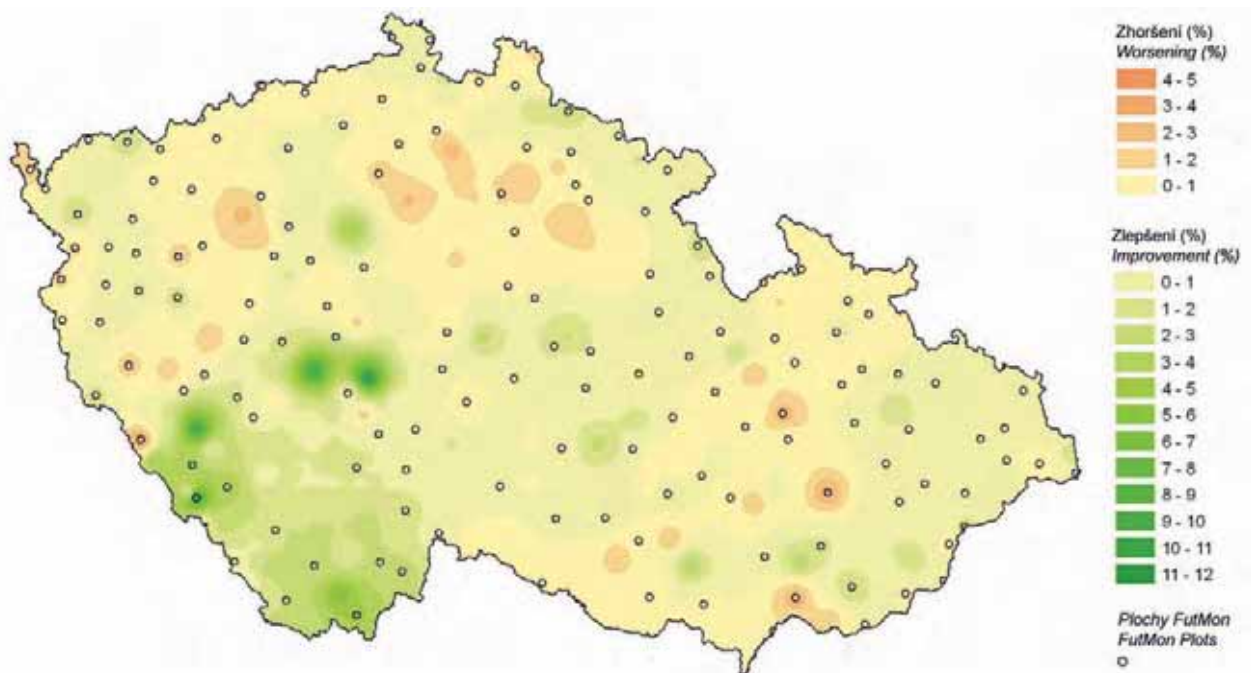 Zhoršení (%)
Worsening (%)
4 - 5
3 - 4
2 - 3
1 - 2
0 - 1
Zlepšení (%)
Improvement (%)
0 - 1
1 - 2
2 - 3
3 - 4
4 - 5
5 - 6
6 - 7
7 - 8
8 - 9
9 - 10
10 - 11
11 - 12
Plochy FutMon
FutMon Plots